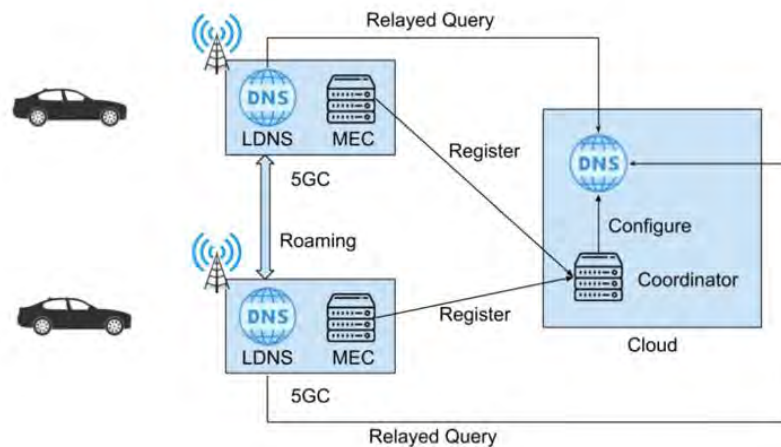 Relayed Query
DNS
LDNS
MEC
5GC
Register
DNS
Configure
Coordinator
Cloud
Roaming
DNS
LDNS
MEC
5GC
Register
Relayed Query